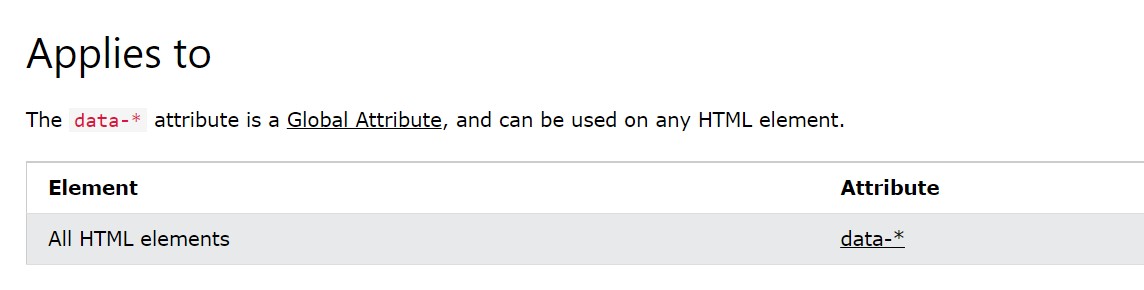 Applies to
The data-* attribute is a Global Attribute, and can be used on any HTML element.
Element Attribute
All HTML elements data-*